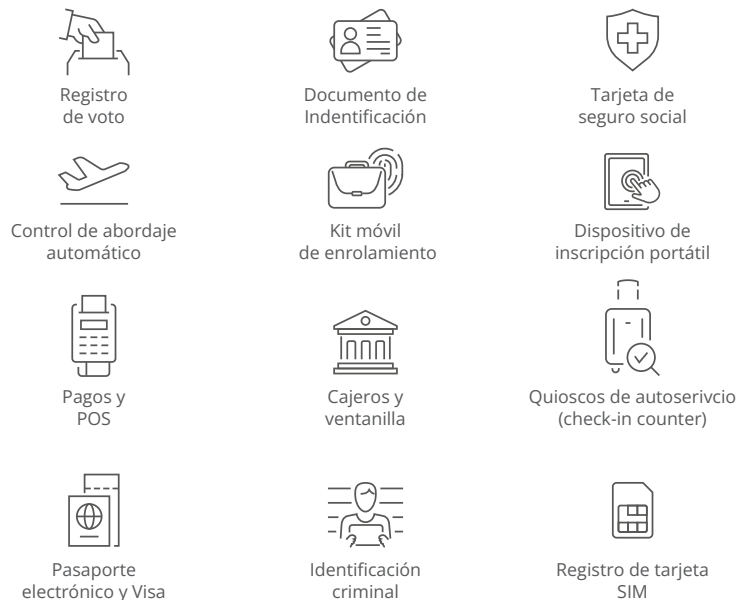 Registro
de voto
Documento de
Indentificación
Tarjeta de
seguro social
Control de abordaje
automático
Kit móvil
de enrolamiento
Dispositivo de
inscripción portátil
Pagos y
POS
Cajeros y
ventanilla
Quioscos de autoserivcio
(check-in counter)
Pasaporte
electrónico y Visa
Identificación
criminal
Registro de tarjeta
SIM